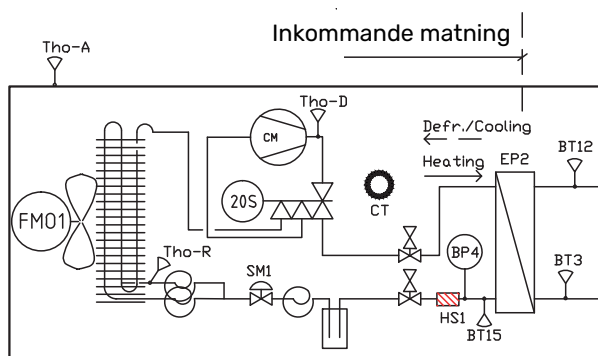 Inkommande matning
Tho-A
Tho-D
CM
Defr./Cooling
EP2
BT12
Heating
20S
CT
FM01
Tho-R
SM1
BP4
BT3
HS1
BT15